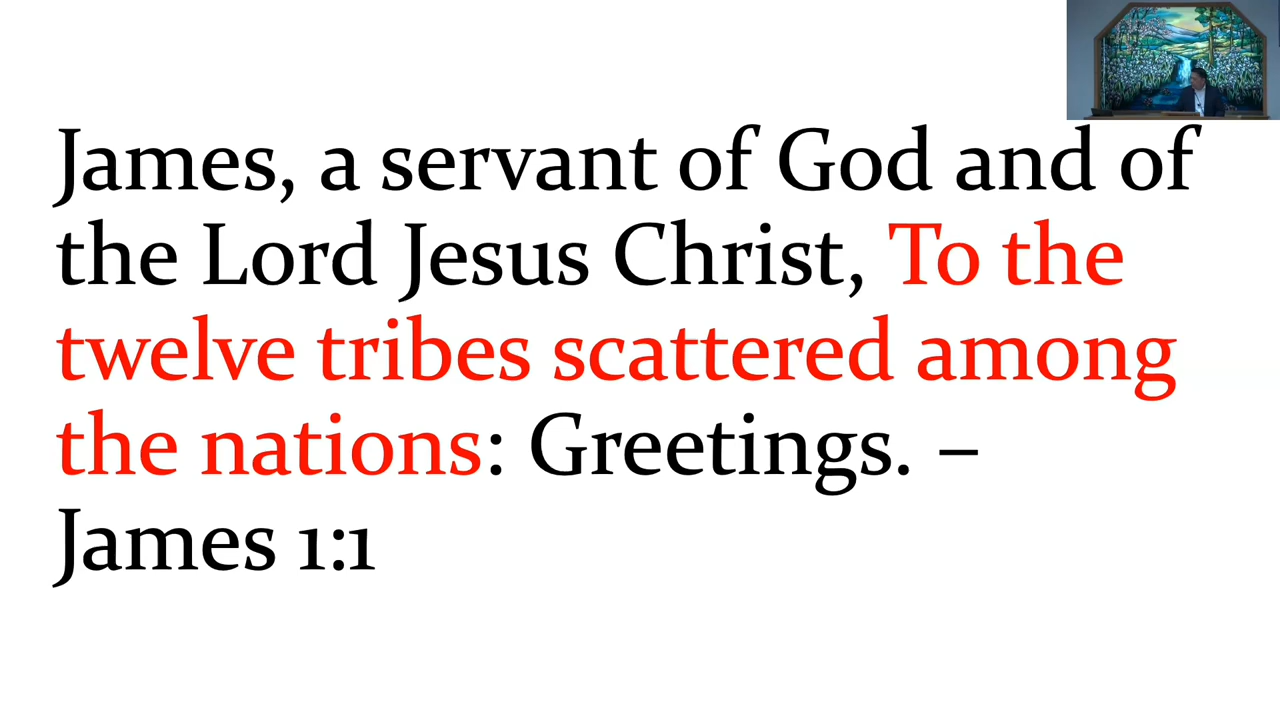 James, a servant of God and of
the Lord Jesus Christ, To the
twelve tribes scattered among
the nations: Greetings. –
James 1:1